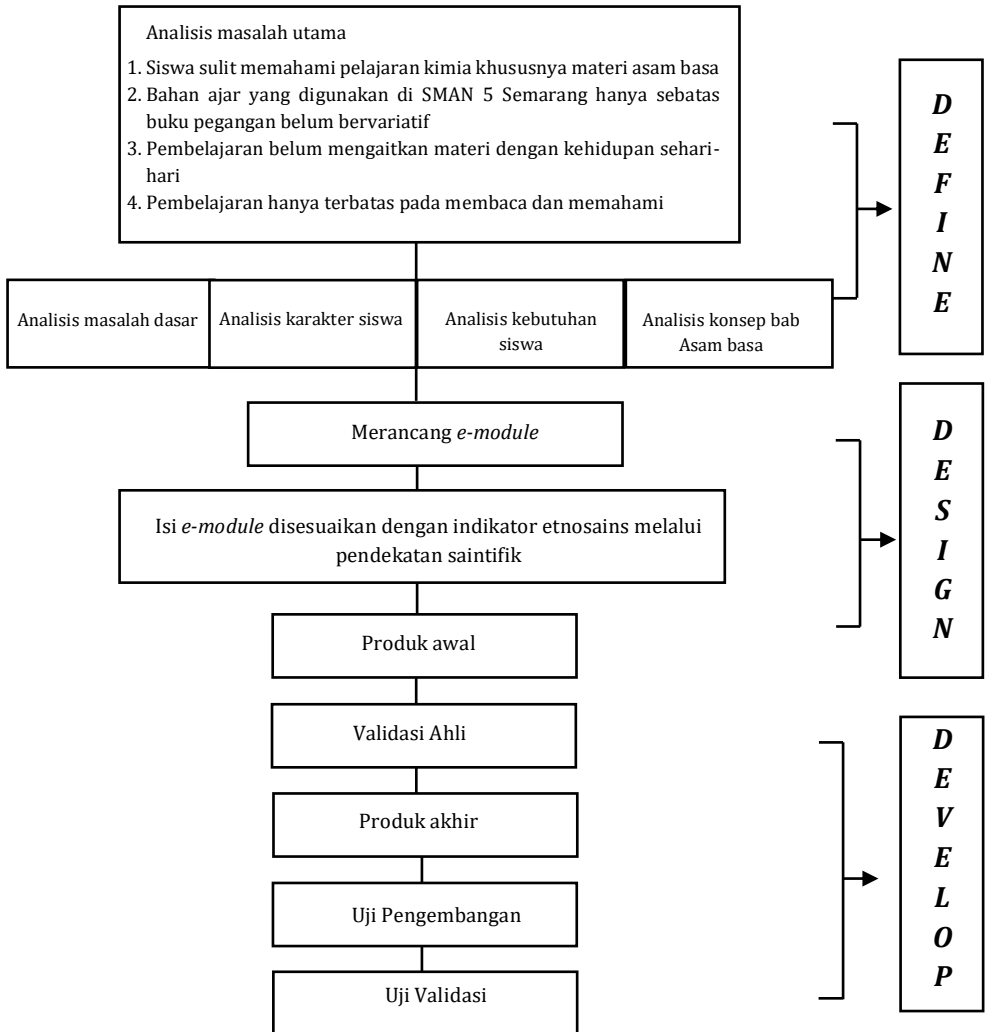 Analisis masalah utama
1. Siswa sulit memahami pelajaran kimia khususnya materi asam basa
2. Bahan ajar yang digunakan di SMAN 5 Semarang hanya sebatas
buku pegangan belum bervariatif
3. Pembelajaran belum mengaitkan materi dengan kehidupan sehari-
hari
4. Pembelajaran hanya terbatas pada membaca dan memahami
D
E
F
I
N
E
Analisis masalah dasar
Analisis karakter siswa
Analisis kebutuhan
siswa
Analisis konsep bab
Asam basa
Merancang e-module
Isi e-module disesuaikan dengan indikator etnosains melalui
pendekatan saintifik
Produk awal
D
E
S
I
G
N
Validasi Ahli
Produk akhir
Uji Pengembangan
Uji Validasi
D
E
V
E
L
O
P